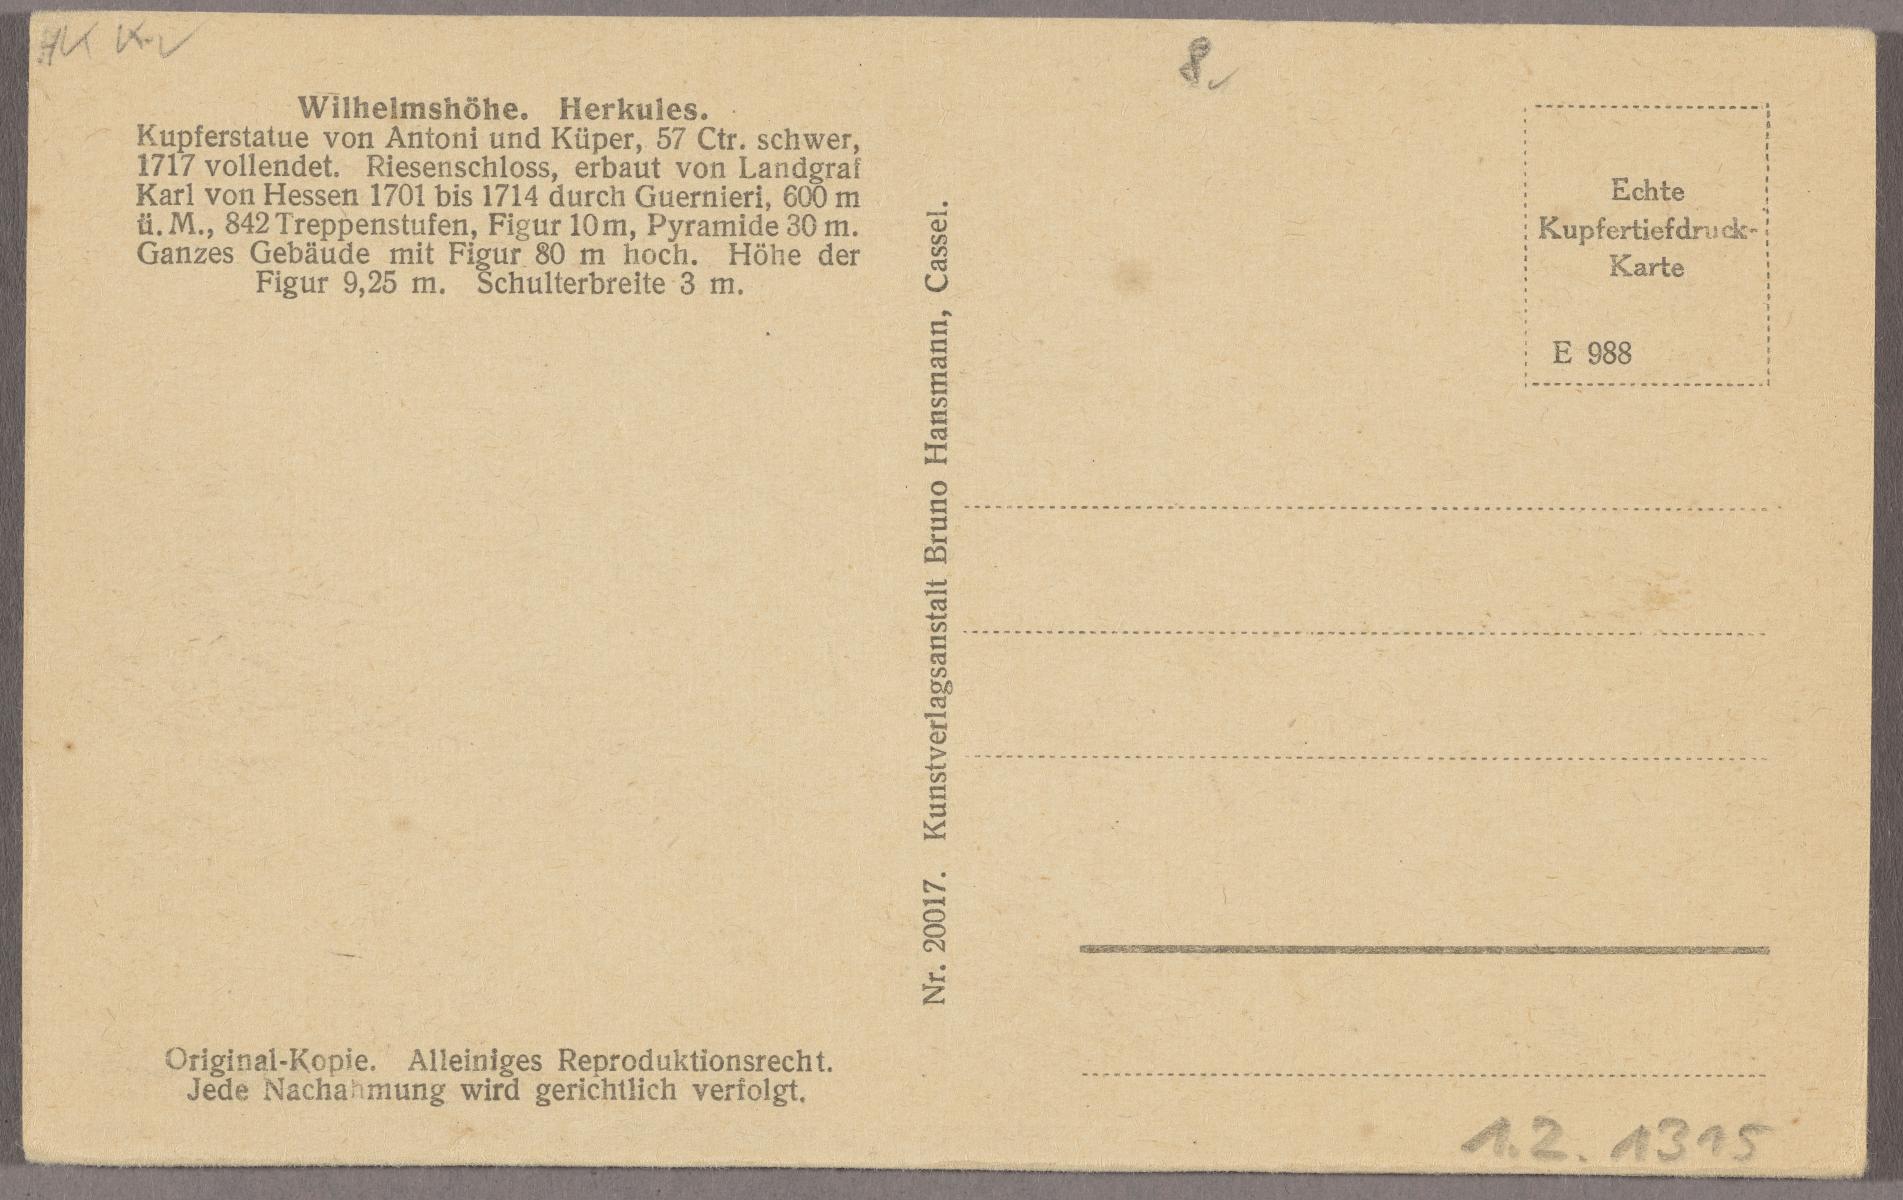 8.
Wilhelmshöhe. Herkules.
Kupferstatue von Antoni und Küper, 57 Ctr. schwer,
1717 vollendet. Riesenschloss, erbaut von Landgraf
Karl von Hessen 1701 bis 1714 durch Guernieri, 600 m
ü. M., 842 Treppenstufen, Figur 10 m, Pyramide 30 m.
Ganzes Gebäude mit Figur 80 m hoch. Höhe der
Figur 9,25 m. Schulterbreite 3 m.
Original-Kopie. Alleiniges Reproduktionsrecht.
Jede Nachahmung wird gerichtlich verfolgt.
Nr. 20017. Kunstverlagsanstalt Bruno Hansmann, Cassel.
Echte
Kupfertiefdruck-
Karte
E 988
1.2. 1315